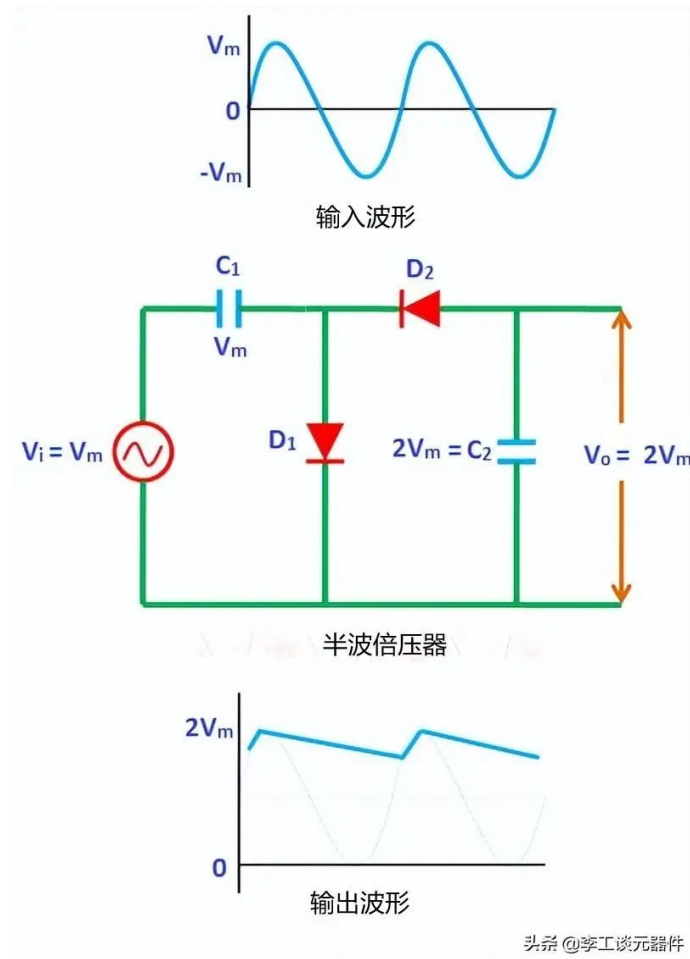 Vm
0
-Vm
输入波形
C1
D2
Vm
Vi = Vm
D1
2Vm = C2
Vo = 2Vm
半波倍压器
2Vm
0
输出波形
头条 @李工谈元器件